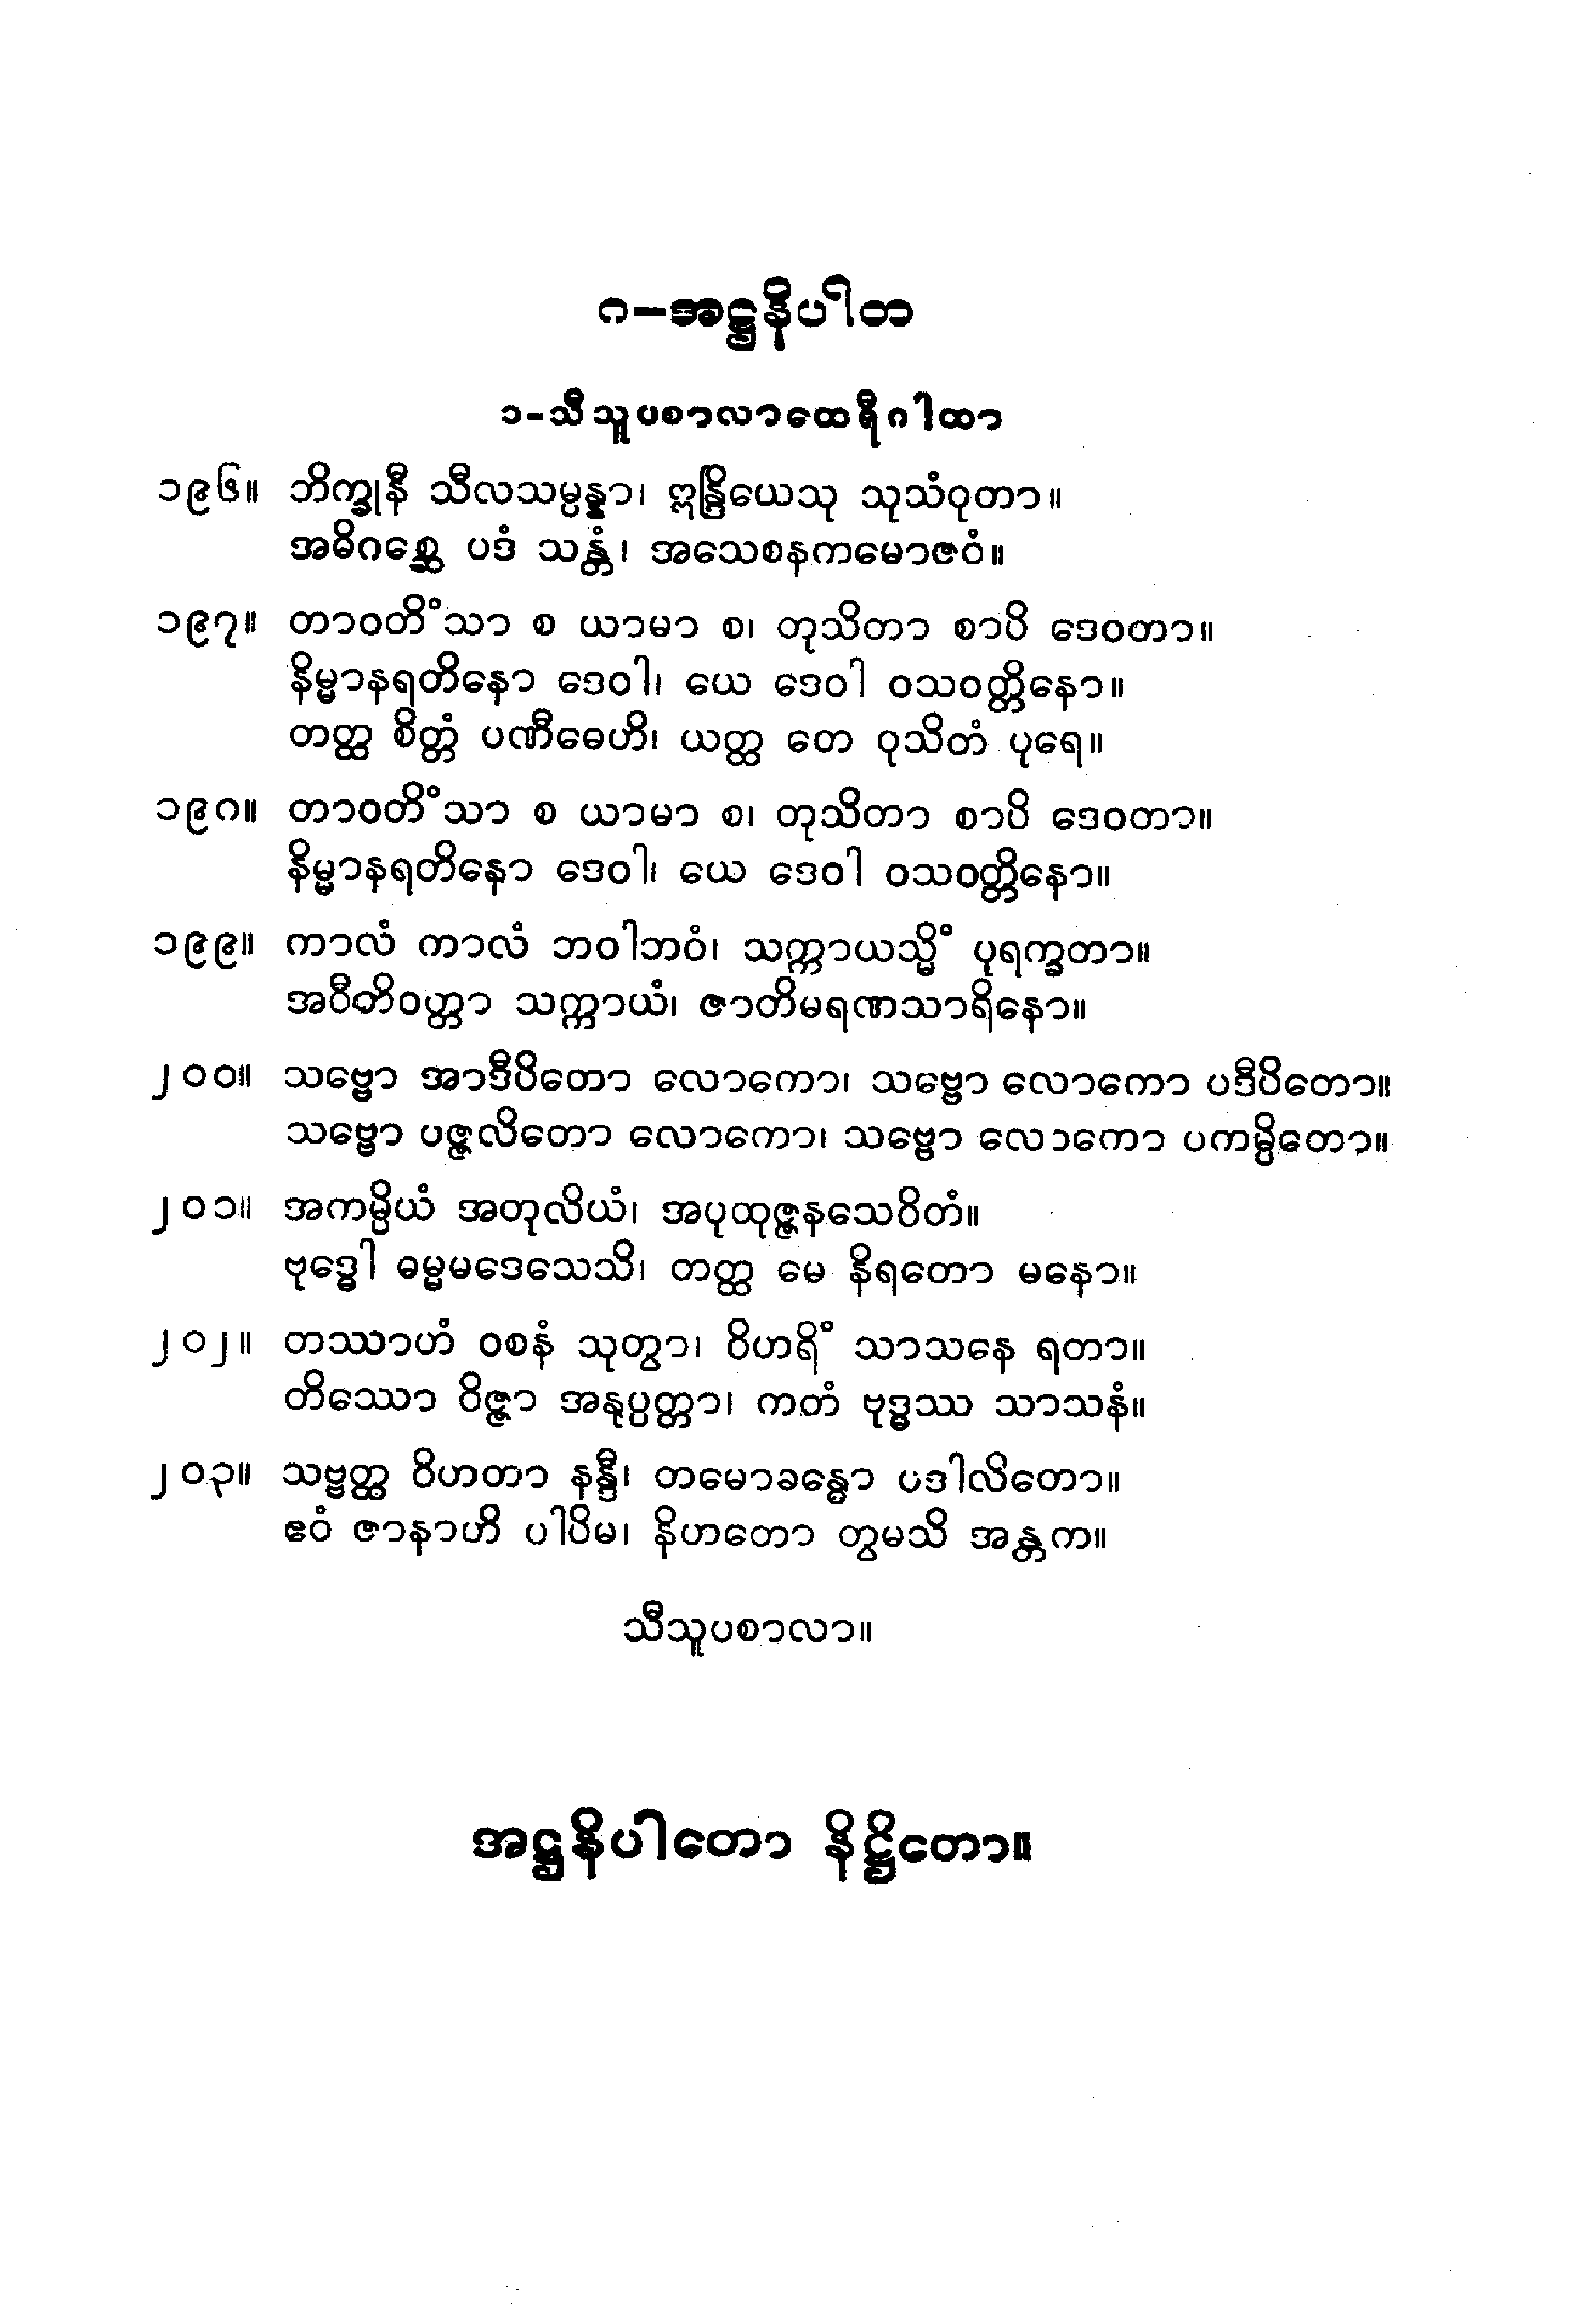 ဂ-အဋ္ဌနိပါတ
၁-သီသူပစာလာထေရီဂါထာ
၁၉၆။ ဘိက္ခုနီ သီလသမ္ပန္နာ၊ ဣန္ဒြိယေသု သုသံဝုတာ။
အဓိဂစ္ဆေ ပဒံ သန္တံ၊ အသေစနကမောဇဝံ။
၁၉၇။ တာဝတိံသာ စ ယာမာ စ၊ တုသိတာ စာပိ ဒေဝတာ။
နိမ္မာနရတိနော ဒေဝါ၊ ယေ ဒေဝါ ဝသဝတ္တိနော။
တတ္ထ စိတ္တံ ပဏီဓေဟိ၊ ယတ္ထ တေ ဝုသိတံ ပုရေ။
၁၉၈။ တာဝတိံသာ စ ယာမာ စ၊ တုသိတာ စာပိ ဒေဝတာ။
နိမ္မာနရတိနော ဒေဝါ၊ ယေ ဒေဝါ ဝသဝတ္တိနော။
၁၉၉။ ကာလံ ကာလံ ဘဝါဘဝံ၊ သက္ကာယသ္မိံ ပုရက္ခတာ။
အဝီတိဝတ္တာ သက္ကာယံ၊ ဇာတိမရဏသာရိနော။
၂၀၀။ သဗ္ဗော အာဒီပိတော လောကော၊ သဗ္ဗော လောကော ပဒီပိတော။
သဗ္ဗော ပဇ္ဇလိတော လောကော၊ သဗ္ဗော လောကော ပကမ္ပိတော။
၂၀၁။ အကမ္ပိယံ အတုလိယံ၊ အပုထုဇ္ဇနသေဝိတံ။
ဗုဒ္ဓေါ ဓမ္မမဒေသေသိ၊ တတ္ထ မေ နိရတော မနော။
၂၀၂။ တဿာဟံ ဝစနံ သုတွာ၊ ဝိဟရိံ သာသနေ ရတာ။
တိဿော ဝိဇ္ဇာ အနုပ္ပတ္တာ၊ ကတံ ဗုဒ္ဓဿ သာသနံ။
၂၀၃။ သဗ္ဗတ္ထ ဝိဟတာ နန္ဒီ၊ တမောခန္ဓော ပဒါလိတော။
ဧဝံ ဇာနာဟိ ပါပိမ၊ နိဟတော တွမသိ အန္တက။
သီသူပစာလာ။
အဋ္ဌနိပါတော နိဋ္ဌိတော။